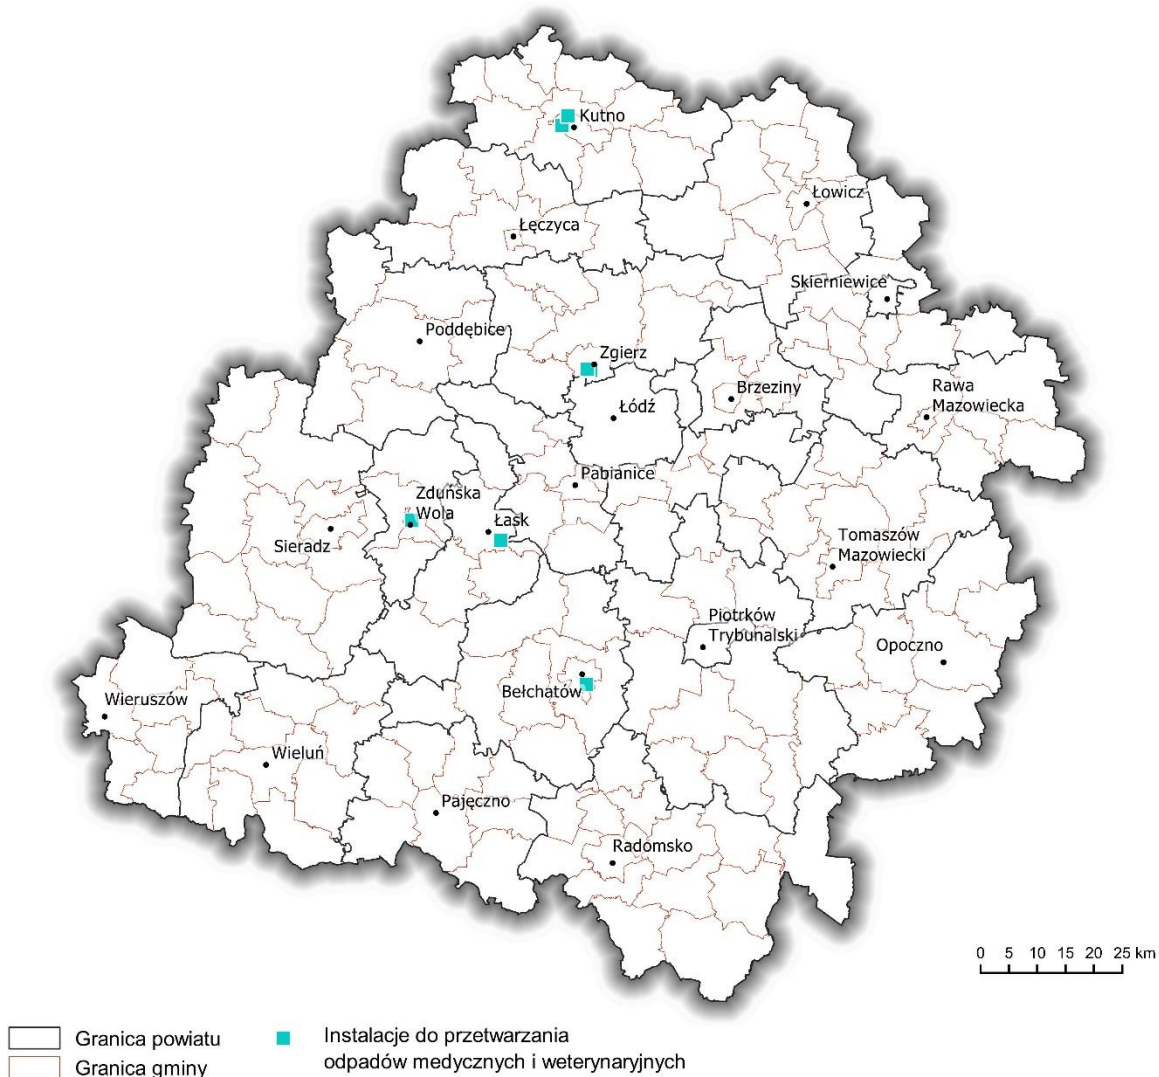 Kutno
Łowicz
Łęczyca
Skierniewice
Poddębice
Zgierz
Brzeziny
Rawa
Mazowiecka
Łódź
Pabianice
Zduńska
Wola
Łask
Sieradz
Tomaszów
Mazowiecki
Piotrków
Trybunalski
Opoczno
Bełchatów
Wieruszów
Wieluń
Pajęczno
Radomsko
0 5 10 15 20 25 km
Granica powiatu
Granica gminy
Instalacje do przetwarzania
odpadów medycznych i weterynaryjnych